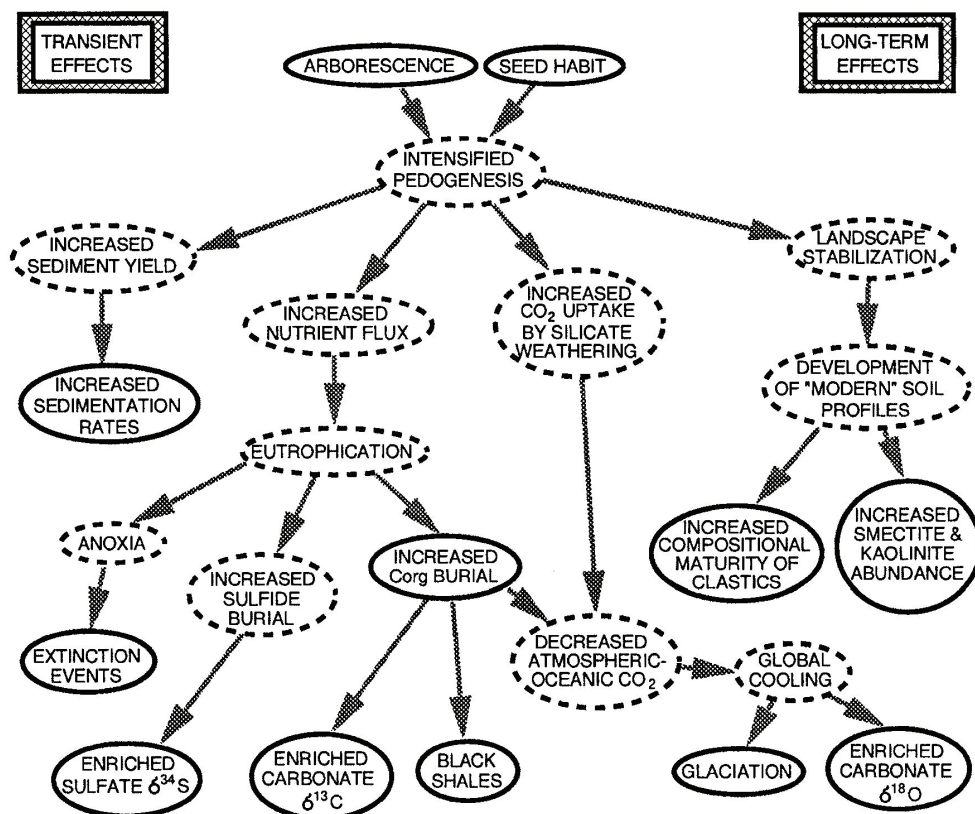 TRANSIENT
EFFECTS
LONG-TERM
EFFECTS
ARBORESCENCE
SEED HABIT
INTENSIFIED
PEDOGENESIS
INCREASED
SEDIMENT YIELD
LANDSCAPE
STABILIZATION
INCREASED
NUTRIENT FLUX
INCREASED
CO₂ UPTAKE
BY SILICATE
WEATHERING
INCREASED
SEDIMENTATION
RATES
DEVELOPMENT
OF "MODERN" SOIL
PROFILES
EUTROPHICATION
ANOXIA
INCREASED
SULFIDE
BURIAL
INCREASED
Corg BURIAL
INCREASED
COMPOSITIONAL
MATURITY OF
CLASTICS
INCREASED
SMECTITE &
KAOLINITE
ABUNDANCE
EXTINCTION
EVENTS
DECREASED
ATMOSPHERIC-
OCEANIC CO₂
GLOBAL
COOLING
ENRICHED
SULFATE δ³⁴S
ENRICHED
CARBONATE
δ¹³C
BLACK
SHALES
GLACIATION
ENRICHED
CARBONATE
δ¹⁸O